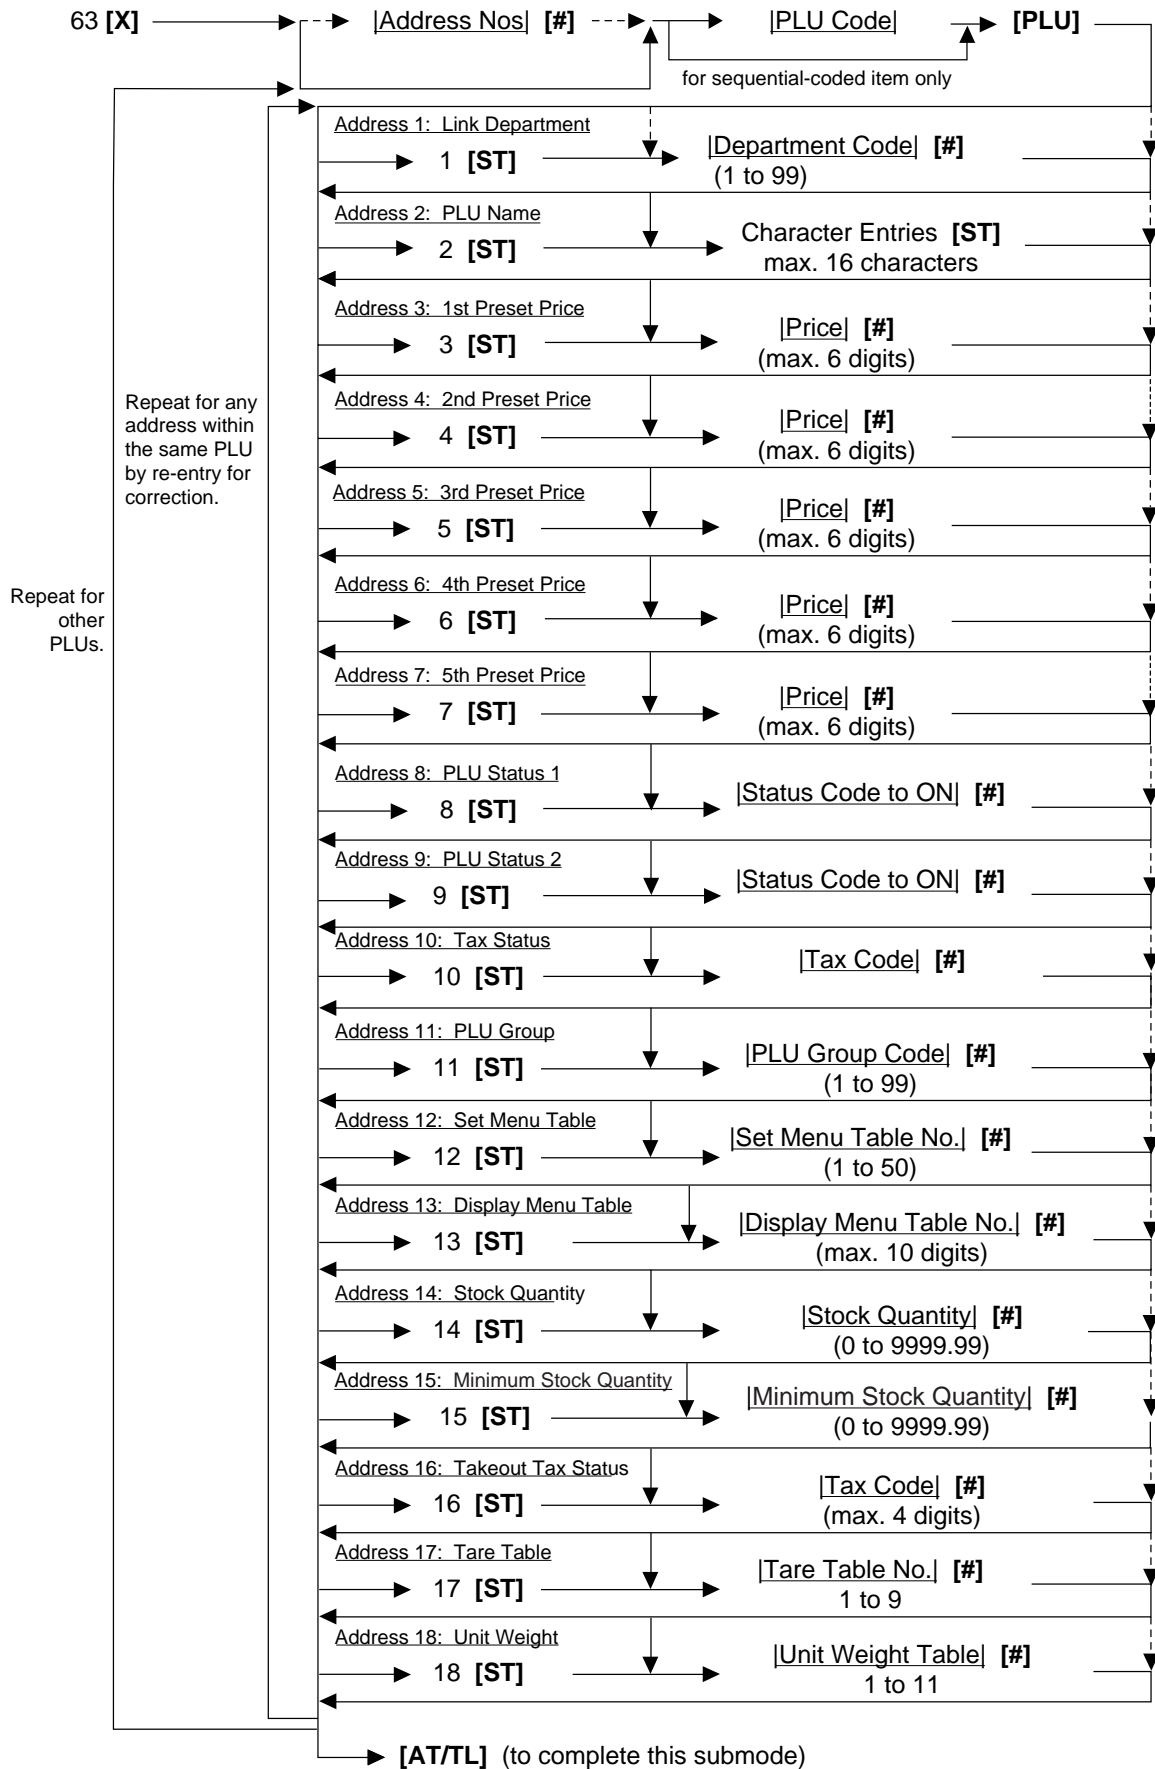 63 [X] |Address Nos| [#] |PLU Code| [PLU]
for sequential-coded item only
Address 1: Link Department
1 [ST] |Department Code| [#]
(1 to 99)
Address 2: PLU Name
2 [ST] Character Entries [ST]
max. 16 characters
Address 3: 1st Preset Price
3 [ST] |Price| [#]
(max. 6 digits)
Repeat for any
address within
the same PLU
by re-entry for
correction.
Address 4: 2nd Preset Price
4 [ST] |Price| [#]
(max. 6 digits)
Address 5: 3rd Preset Price
5 [ST] |Price| [#]
(max. 6 digits)
Repeat for
other
PLUs.
Address 6: 4th Preset Price
6 [ST] |Price| [#]
(max. 6 digits)
Address 7: 5th Preset Price
7 [ST] |Price| [#]
(max. 6 digits)
Address 8: PLU Status 1
8 [ST] |Status Code to ON| [#]
Address 9: PLU Status 2
9 [ST] |Status Code to ON| [#]
Address 10: Tax Status
10 [ST] |Tax Code| [#]
Address 11: PLU Group
11 [ST] |PLU Group Code| [#]
(1 to 99)
Address 12: Set Menu Table
12 [ST] |Set Menu Table No.| [#]
(1 to 50)
Address 13: Display Menu Table
13 [ST] |Display Menu Table No.| [#]
(max. 10 digits)
Address 14: Stock Quantity
14 [ST] |Stock Quantity| [#]
(0 to 9999.99)
Address 15: Minimum Stock Quantity
15 [ST] |Minimum Stock Quantity| [#]
(0 to 9999.99)
Address 16: Takeout Tax Status
16 [ST] |Tax Code| [#]
(max. 4 digits)
Address 17: Tare Table
17 [ST] |Tare Table No.| [#]
1 to 9
Address 18: Unit Weight
18 [ST] |Unit Weight Table| [#]
1 to 11
[AT/TL] (to complete this submode)